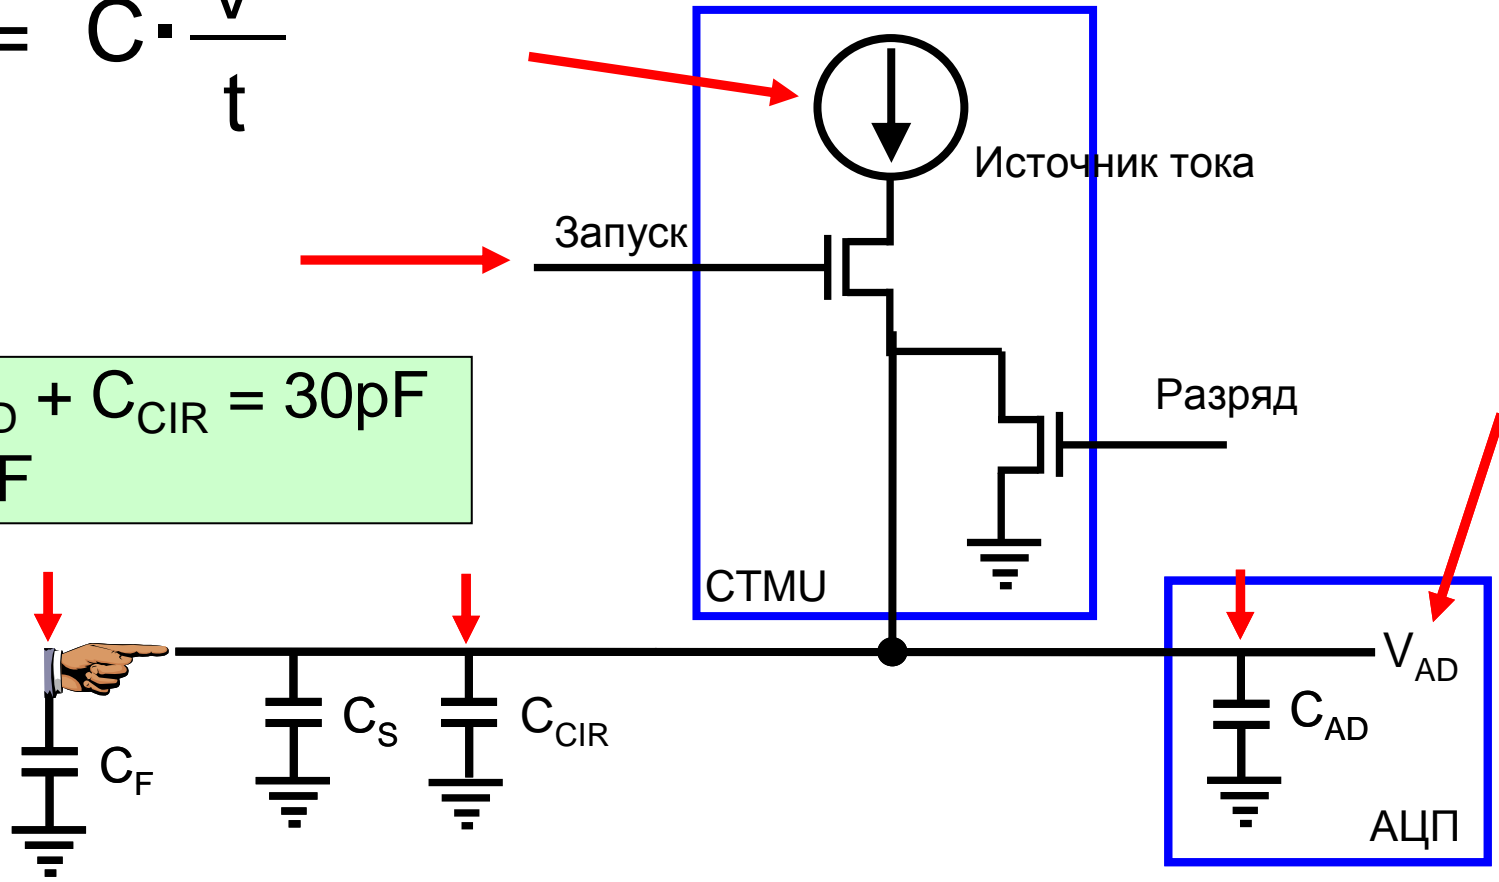 = C · V
t
Источник тока
Запуск
D + CCIR = 30pF
F
Разряд
CTMU
VAD
CS
CCIR
CAD
CF
АЦП